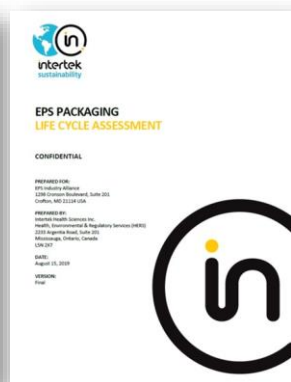 in
intertek
sustainability
EPS PACKAGING
LIFE CYCLE ASSESSMENT
CONFIDENTIAL
PREPARED FOR:
EPS Industry Alliance
1298 Cronson Boulevard, Suite 201
Crofton, MD 21114 USA
PREPARED BY:
Intertek Health Sciences Inc.
Health, Environmental & Regulatory Services (HERS)
2233 Argentia Road, Suite 201
Mississauga, Ontario, Canada
L5N 2X7
DATE:
August 15, 2019
VERSION:
Final
in